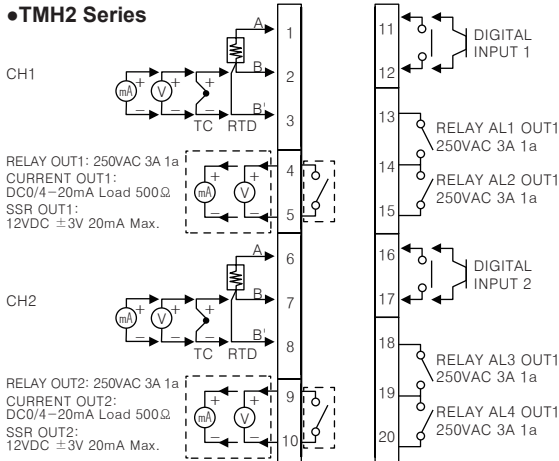 ●TMH2 Series
CH1
A
B
B'
mA
+
−
V
+
−
+
−
TC
RTD
1
2
3
RELAY OUT1: 250VAC 3A 1a
CURRENT OUT1:
DC0/4-20mA Load 500Ω
SSR OUT1:
12VDC ±3V 20mA Max.
mA
+
−
V
+
−
4
5
CH2
A
B
B'
mA
+
−
V
+
−
+
−
TC
RTD
6
7
8
RELAY OUT2: 250VAC 3A 1a
CURRENT OUT2:
DC0/4-20mA Load 500Ω
SSR OUT2:
12VDC ±3V 20mA Max.
mA
+
−
V
+
−
9
10
11
12
DIGITAL
INPUT 1
13
14
15
RELAY AL1 OUT1
250VAC 3A 1a
RELAY AL2 OUT1
250VAC 3A 1a
16
17
DIGITAL
INPUT 2
18
19
20
RELAY AL3 OUT1
250VAC 3A 1a
RELAY AL4 OUT1
250VAC 3A 1a